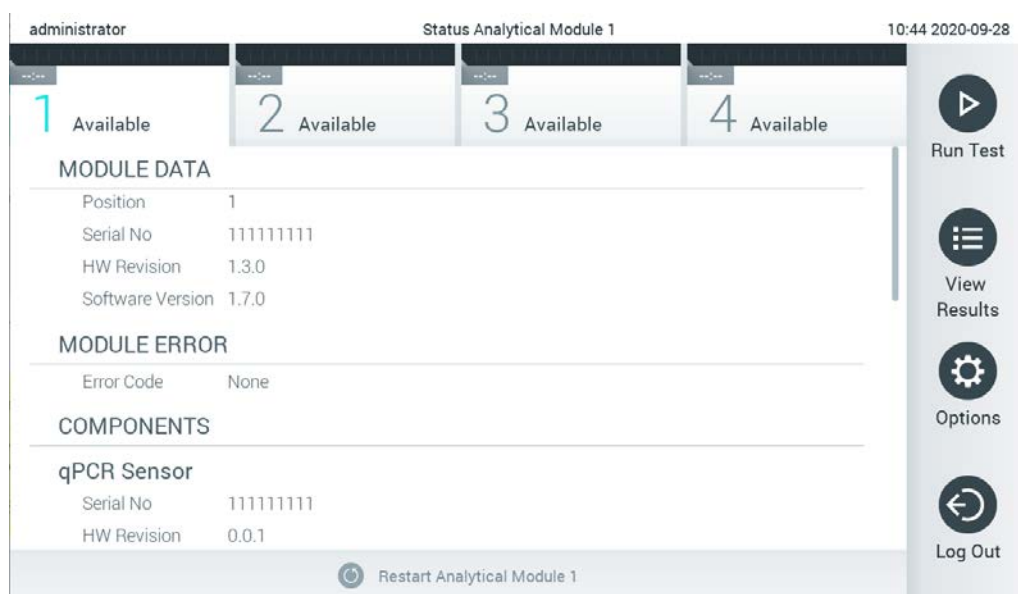 administrator Status Analytical Module 1 10:44 2020-09-28
--:-- --:-- --:-- --:--
1 Available 2 Available 3 Available 4 Available
Run Test
MODULE DATA
Position 1
Serial No 111111111
HW Revision 1.3.0
Software Version 1.7.0
View
Results
MODULE ERROR
Error Code None
Options
COMPONENTS
qPCR Sensor
Serial No 111111111
HW Revision 0.0.1
Log Out
Restart Analytical Module 1